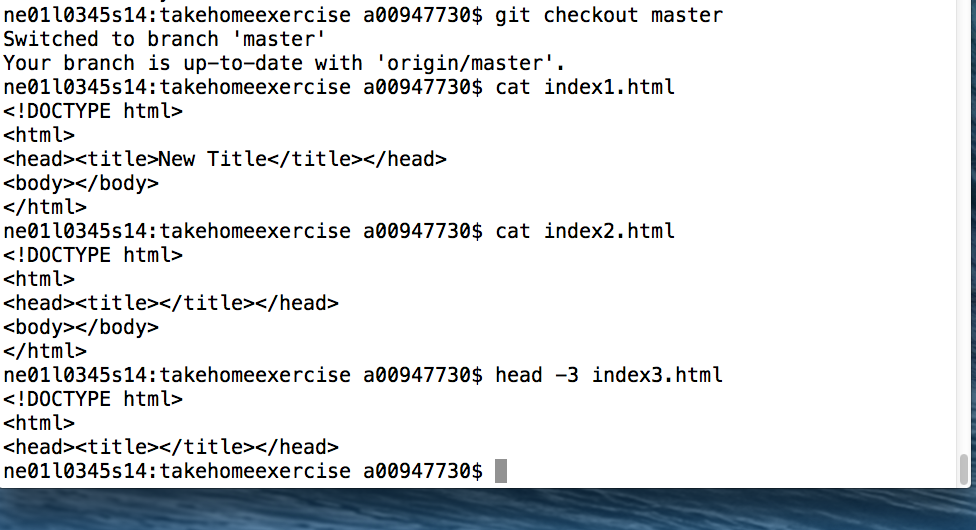 ne01l0345s14:takehomeexercise a00947730$ git checkout master
Switched to branch 'master'
Your branch is up-to-date with 'origin/master'.
ne01l0345s14:takehomeexercise a00947730$ cat index1.html
<!DOCTYPE html>
<html>
<head><title>New Title</title></head>
<body></body>
</html>
ne01l0345s14:takehomeexercise a00947730$ cat index2.html
<!DOCTYPE html>
<html>
<head><title></title></head>
<body></body>
</html>
ne01l0345s14:takehomeexercise a00947730$ head -3 index3.html
<!DOCTYPE html>
<html>
<head><title></title></head>
ne01l0345s14:takehomeexercise a00947730$